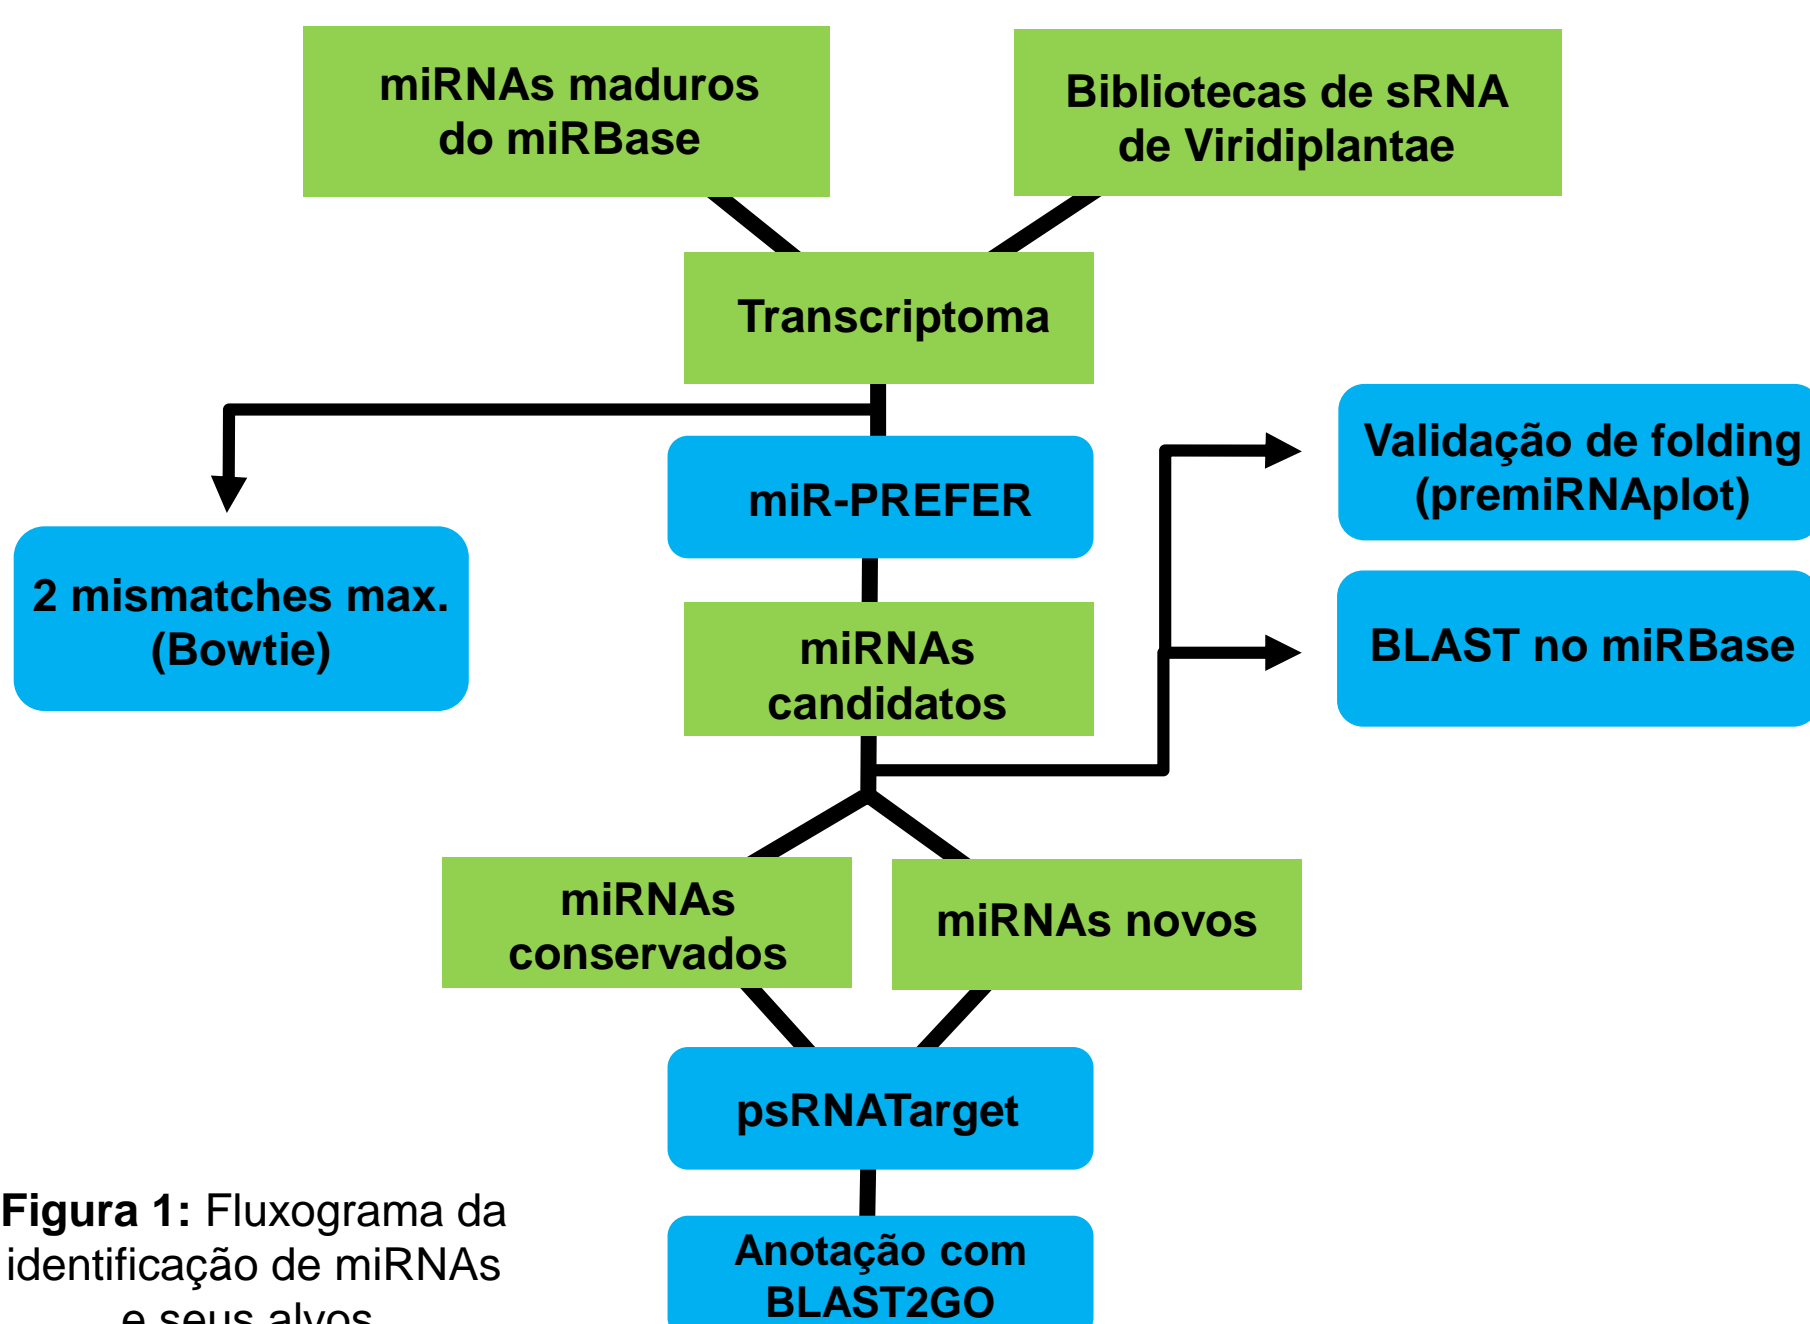 miRNAs maduros
do miRBase
Bibliotecas de sRNA
de Viridiplantae
Transcriptoma
Validação de folding
(premiRNAplot)
miR-PREFER
2 mismatches max.
(Bowtie)
BLAST no miRBase
miRNAs
candidatos
miRNAs
conservados
miRNAs novos
psRNATarget
Anotação com
BLAST2GO
Figura 1: Fluxograma da
identificação de miRNAs
e seus alvos